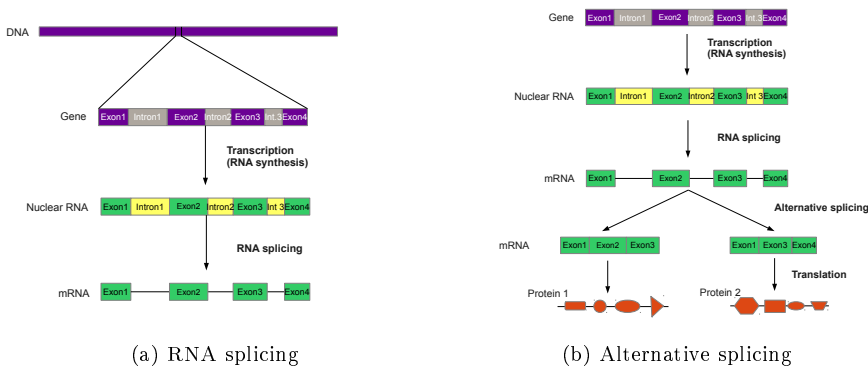 DNA
Gene
Exon1 Intron1 Exon2 Intron2 Exon3 Int.3 Exon4
Transcription
(RNA synthesis)
Nuclear RNA
Exon1 Intron1 Exon2 Intron2 Exon3 Int 3 Exon4
RNA splicing
mRNA
Exon1 Exon2 Exon3 Exon4
(a) RNA splicing
Gene
Exon1 Intron1 Exon2 Intron2 Exon3 Int.3 Exon4
Transcription
(RNA synthesis)
Nuclear RNA
Exon1 Intron1 Exon2 Intron2 Exon3 Int 3 Exon4
RNA splicing
mRNA
Exon1 Exon2 Exon3 Exon4
Alternative splicing
mRNA
Exon1 Exon2 Exon3
Exon1 Exon3 Exon4
Translation
Protein 1
Protein 2
(b) Alternative splicing